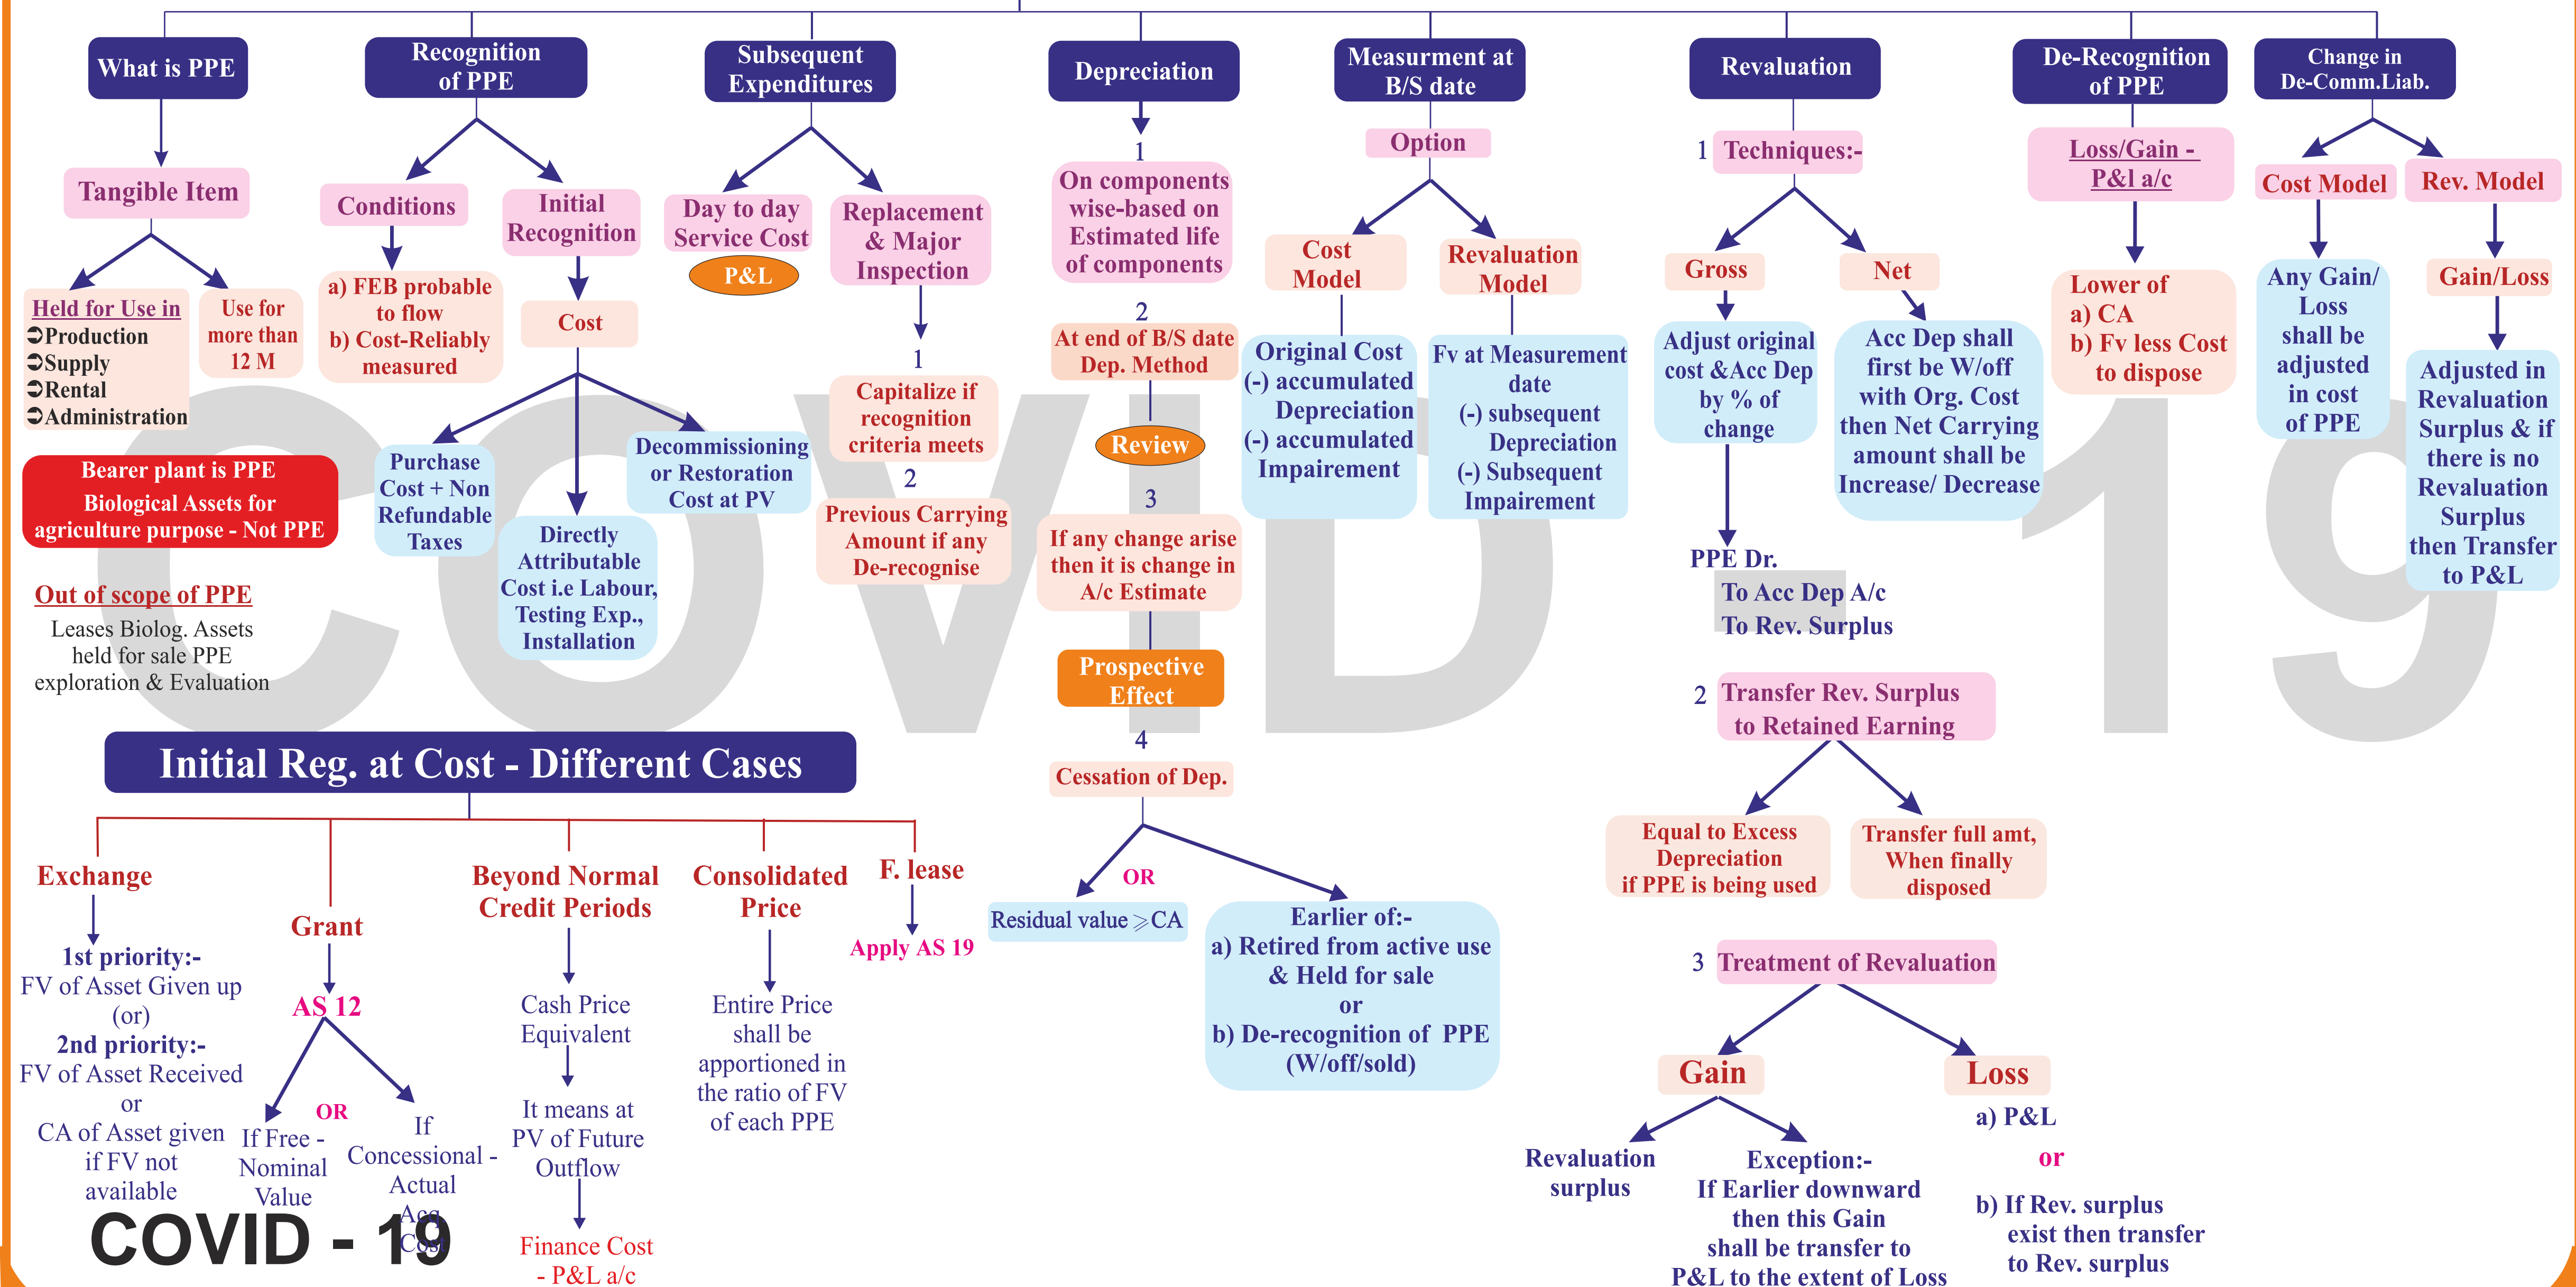 What is PPE
Tangible Item
Held for Use in
➲Production
➲Supply
➲Rental
➲Administration
Use for
more than
12 M
Bearer plant is PPE
Biological Assets for
agriculture purpose - Not PPE
Out of scope of PPE
Leases Biolog. Assets
held for sale PPE
exploration & Evaluation
Recognition
of PPE
Conditions
a) FEB probable
to flow
b) Cost-Reliably
measured
Initial
Recognition
Cost
Purchase
Cost + Non
Refundable
Taxes
Directly
Attributable
Cost i.e Labour,
Testing Exp.,
Installation
Decommissioning
or Restoration
Cost at PV
Subsequent
Expenditures
Day to day
Service Cost
P&L
Replacement
& Major
Inspection
1
Capitalize if
recognition
criteria meets
2
Previous Carrying
Amount if any
De-recognise
Depreciation
1
On components
wise-based on
Estimated life
of components
2
At end of B/S date
Dep. Method
Review
3
If any change arise
then it is change in
A/c Estimate
Prospective
Effect
4
Cessation of Dep.
OR
Residual value ⩾CA
Earlier of:-
a) Retired from active use
& Held for sale
or
b) De-recognition of PPE
(W/off/sold)
Measurment at
B/S date
Option
Cost
Model
Original Cost
(-) accumulated
Depreciation
(-) accumulated
Impairement
Revaluation
Model
Fv at Measurement
date
(-) subsequent
Depreciation
(-) Subsequent
Impairement
Revaluation
1 Techniques:-
Gross
Adjust original
cost &Acc Dep
by % of
change
PPE Dr.
To Acc Dep A/c
To Rev. Surplus
Net
Acc Dep shall
first be W/off
with Org. Cost
then Net Carrying
amount shall be
Increase/ Decrease
2 Transfer Rev. Surplus
to Retained Earning
Equal to Excess
Depreciation
if PPE is being used
Transfer full amt,
When finally
disposed
3 Treatment of Revaluation
Gain
Revaluation
surplus
Exception:-
If Earlier downward
then this Gain
shall be transfer to
P&L to the extent of Loss
Loss
a) P&L
or
b) If Rev. surplus
exist then transfer
to Rev. surplus
De-Recognition
of PPE
Loss/Gain -
P&l a/c
Lower of
a) CA
b) Fv less Cost
to dispose
Change in
De-Comm.Liab.
Cost Model
Any Gain/
Loss
shall be
adjusted
in cost
of PPE
Rev. Model
Gain/Loss
Adjusted in
Revaluation
Surplus & if
there is no
Revaluation
Surplus
then Transfer
to P&L
COVID 19
Initial Reg. at Cost - Different Cases
Exchange
1st priority:-
FV of Asset Given up
(or)
2nd priority:-
FV of Asset Received
or
CA of Asset given
if FV not
available
Grant
AS 12
OR
If Free -
Nominal
Value
If
Concessional -
Actual
Acq
Cost
Beyond Normal
Credit Periods
Cash Price
Equivalent
It means at
PV of Future
Outflow
Finance Cost
- P&L a/c
Consolidated
Price
Entire Price
shall be
apportioned in
the ratio of FV
of each PPE
F. lease
Apply AS 19
COVID - 19